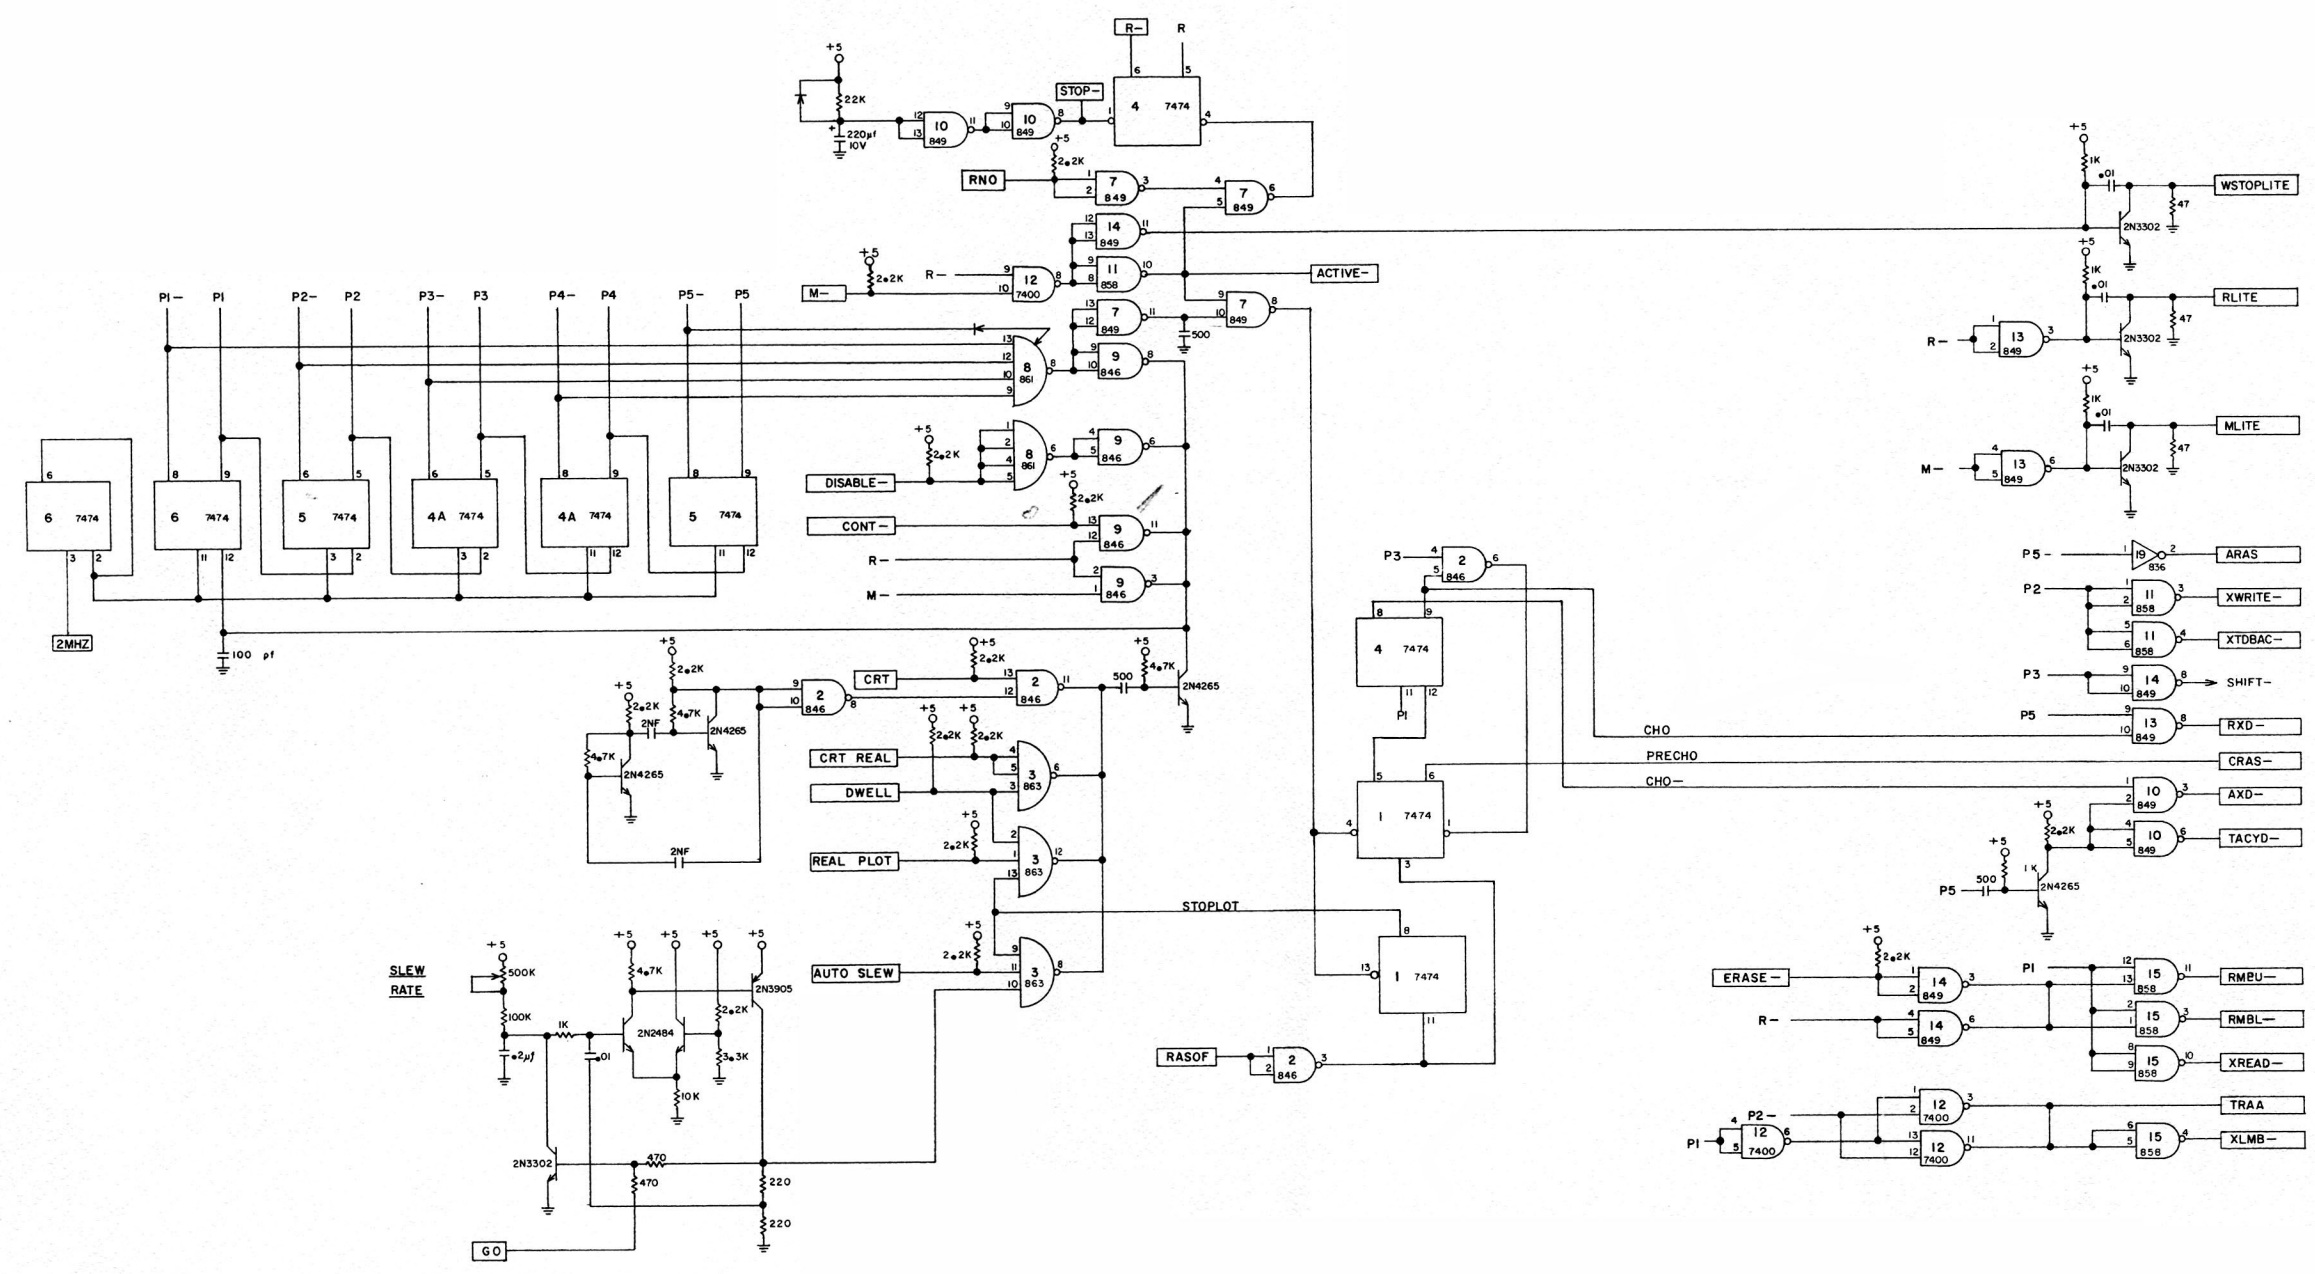 R-
R
+5
6
5
22K
4
7474
STOP-
1
4
12
13
10
849
11
9
10
10
849
8
+
220µf
10V
+5
2.2K
RNO
1
2
7
849
3
4
5
7
849
6
12
13
14
849
11
+5
2.2K
R-
M-
9
10
12
7400
8
9
8
11
858
10
ACTIVE-
P1-
P1
P2-
P2
P3-
P3
P4-
P4
P5-
P5
13
12
7
849
11
9
10
7
849
8
500
13
12
10
9
8
861
8
9
10
9
846
8
+5
2.2K
DISABLE-
1
2
4
5
8
861
6
4
5
9
846
6
+5
2.2K
CONT-
13
12
9
846
11
R-
M-
2
1
9
846
3
6
8
9
6
5
6
5
8
9
8
9
6
7474
6
7474
5
7474
4A
7474
4A
7474
5
7474
3
2
11
12
3
2
3
2
11
12
11
12
2MHZ
100 pf
+5
2.2K
+5
2.2K
4.7K
2NF
2N4265
4.7K
2N4265
2NF
9
10
2
846
8
CRT
+5
2.2K
13
12
2
846
11
500
+5
4.7K
2N4265
+5
2.2K
+5
2.2K
CRT REAL
DWELL
4
5
3
3
863
6
+5
2.2K
REAL PLOT
2
1
13
3
863
12
STOPLOT
+5
2.2K
AUTO SLEW
9
11
10
3
863
8
SLEW
RATE
+5
500K
100K
.2µf
1K
.01
+5
4.7K
+5
+5
+5
2N3905
2.2K
2N2484
3.3K
10K
2N3302
470
470
220
220
GO
P3
4
5
2
846
6
8
9
4
7474
11
12
P1
5
6
1
7474
4
1
3
8
1
7474
13
11
RASOF
1
2
2
846
3
CHO
PRECHO
CHO-
+5
1K
.01
47
2N3302
WSTOPLITE
+5
1K
.01
47
2N3302
RLITE
R-
1
2
13
849
3
+5
1K
.01
47
2N3302
MLITE
M-
4
5
13
849
6
P5-
1
19
836
2
ARAS
P2
1
2
11
858
3
XWRITE-
5
6
11
858
4
XTDBAC-
P3
9
10
14
849
8
SHIFT-
P5
9
10
13
849
8
RXD-
CRAS-
1
2
10
849
3
AXD-
+5
2.2K
4
5
10
849
6
TACYD-
+5
1K
P5
500
2N4265
+5
2.2K
ERASE-
1
2
14
849
3
P1
12
13
15
858
11
RMBU-
R-
4
5
14
849
6
2
1
15
858
3
RMBL-
8
9
15
858
10
XREAD-
P2-
1
2
12
7400
3
TRAA
P1
4
5
12
7400
6
13
12
12
7400
11
6
5
15
858
4
XLMB-